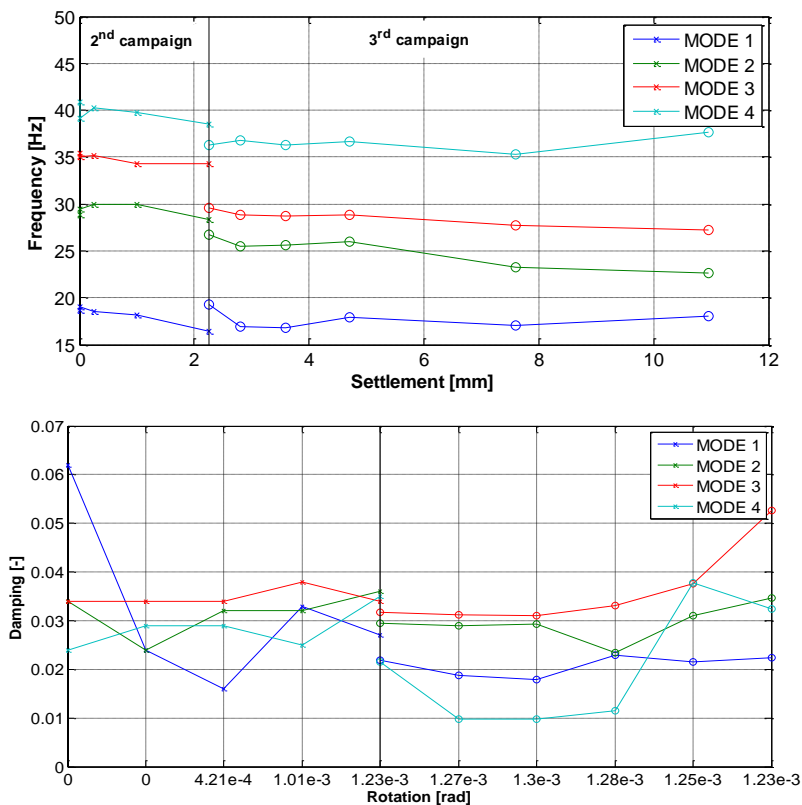 50
45
40
35
30
25
20
15
Frequency [Hz]
2nd campaign
3rd campaign
MODE 1
MODE 2
MODE 3
MODE 4
0 2 4 6 8 10 12
Settlement [mm]
0.07
0.06
0.05
0.04
0.03
0.02
0.01
0
Damping [-]
MODE 1
MODE 2
MODE 3
MODE 4
0 0 4.21e-4 1.01e-3 1.23e-3 1.27e-3 1.3e-3 1.28e-3 1.25e-3 1.23e-3
Rotation [rad]